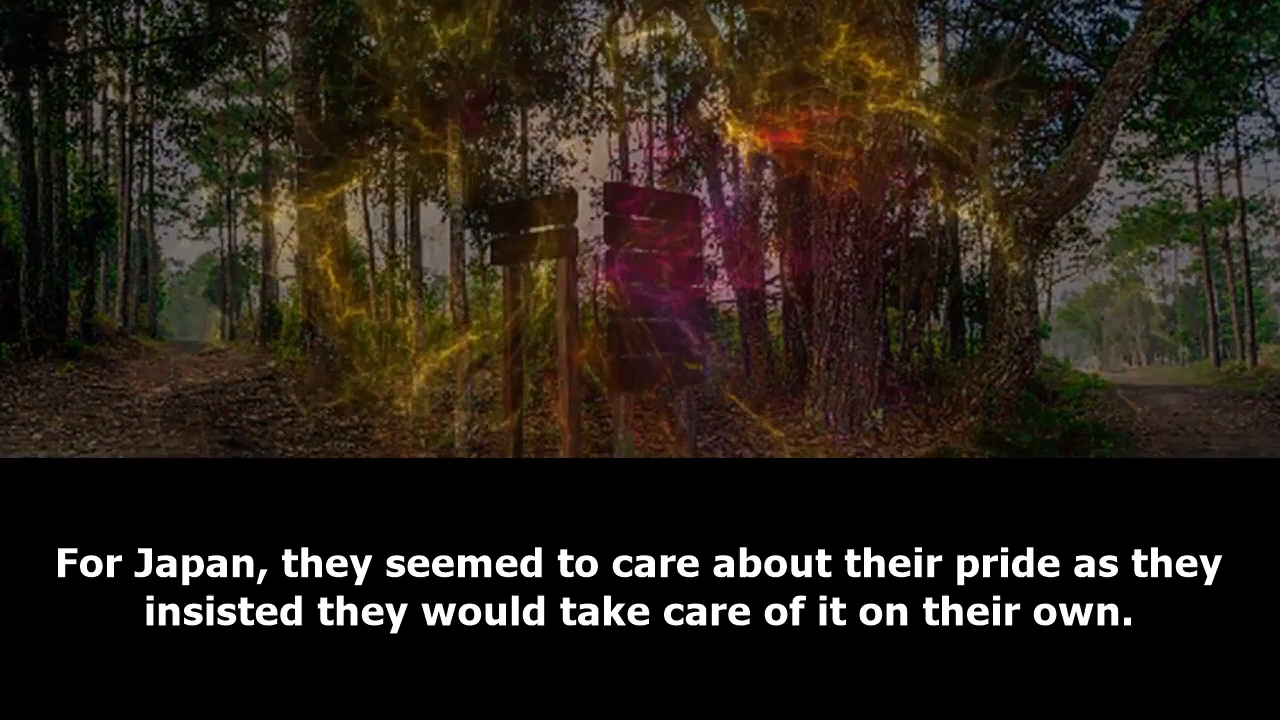 For Japan, they seemed to care about their pride as they
insisted they would take care of it on their own.